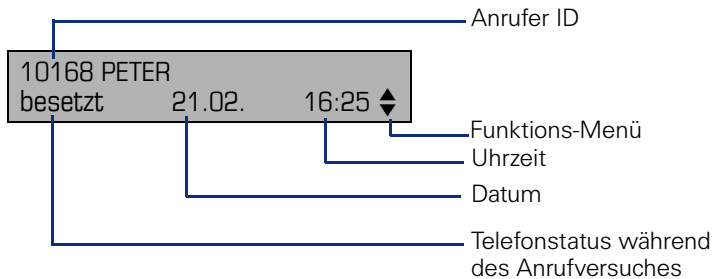 Anrufer ID
10168 PETER
besetzt 21.02. 16:25
Funktions-Menü
Uhrzeit
Datum
Telefonstatus während
des Anrufversuches